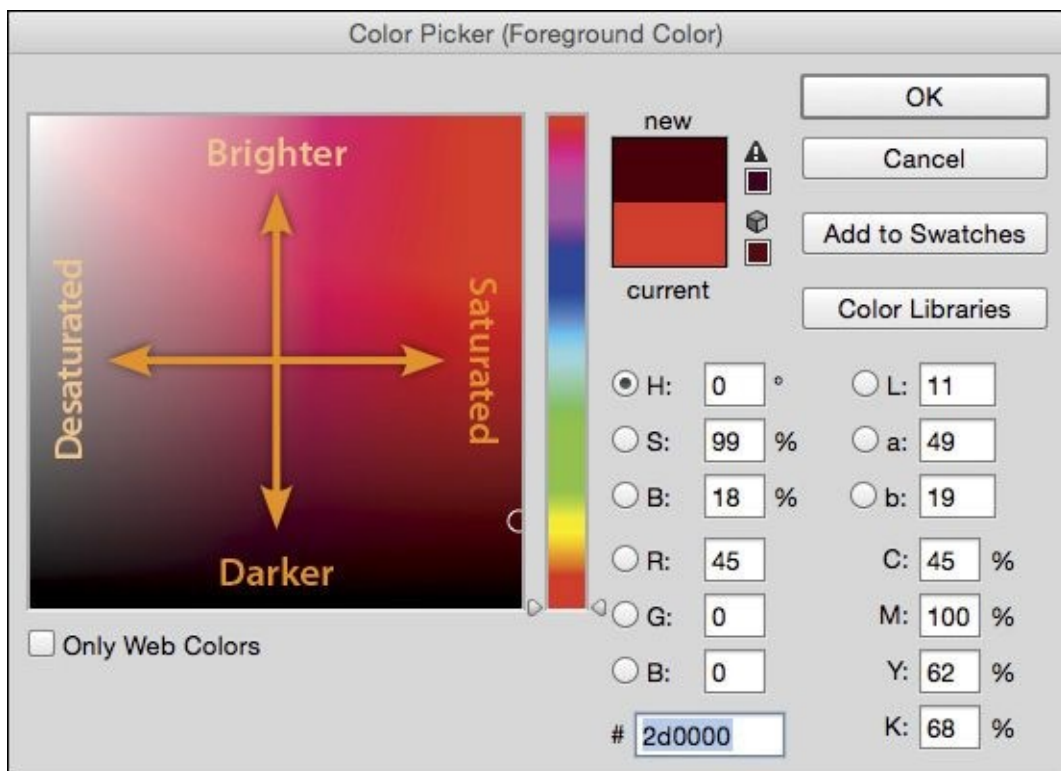 Color Picker (Foreground Color)
Brighter
Desaturated
Saturated
Darker
Only Web Colors
new
current
OK
Cancel
Add to Swatches
Color Libraries
H: 0 °
S: 99 %
B: 18 %
R: 45
G: 0
B: 0
# 2d0000
L: 11
a: 49
b: 19
C: 45 %
M: 100 %
Y: 62 %
K: 68 %